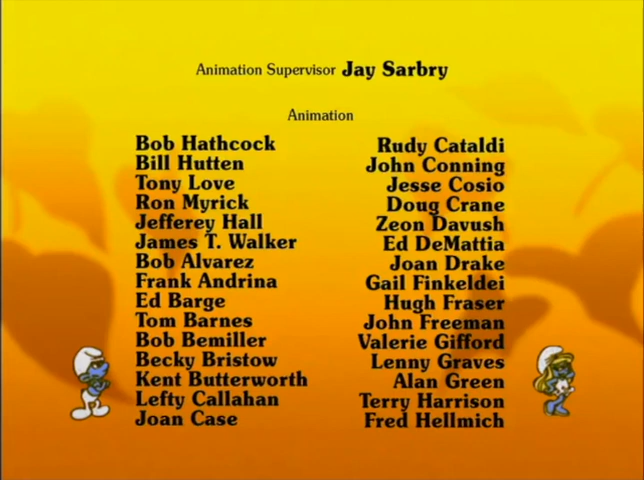 Animation Supervisor Jay Sarbry
Animation
Bob Hathcock
Bill Hutten
Tony Love
Ron Myrick
Jefferey Hall
James T. Walker
Bob Alvarez
Frank Andrina
Ed Barge
Tom Barnes
Bob Bemiller
Becky Bristow
Kent Butterworth
Lefty Callahan
Joan Case
Rudy Cataldi
John Conning
Jesse Cosio
Doug Crane
Zeon Davush
Ed DeMattia
Joan Drake
Gail Finkeldei
Hugh Fraser
John Freeman
Valerie Gifford
Lenny Graves
Alan Green
Terry Harrison
Fred Hellmich